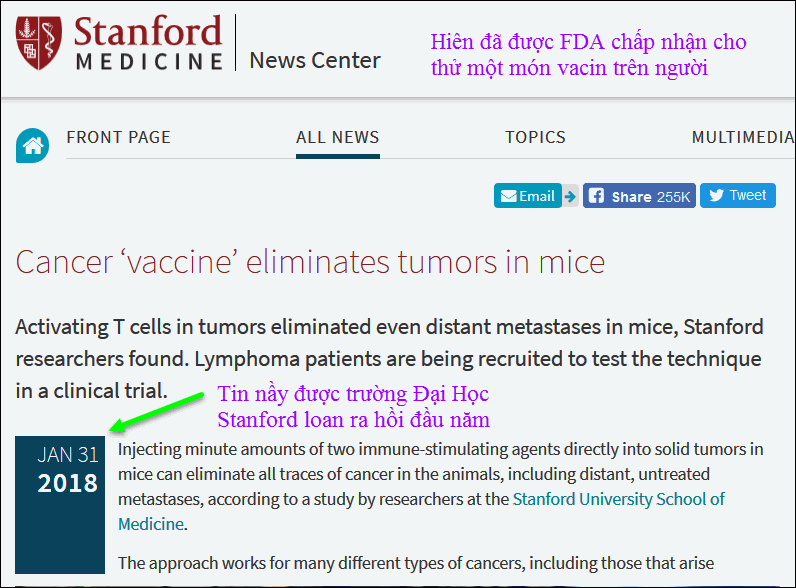 Stanford
MEDICINE
News Center
Hiên đã được FDA chấp nhận cho
thử một món vacin trên người
FRONT PAGE
ALL NEWS
TOPICS
MULTIMEDIA
Email
Share 255K
Tweet
Cancer ‘vaccine’ eliminates tumors in mice
Activating T cells in tumors eliminated even distant metastases in mice, Stanford
researchers found. Lymphoma patients are being recruited to test the technique
in a clinical trial.
Tin nầy được trường Đại Học
Stanford loan ra hồi đầu năm
JAN 31
2018
Injecting minute amounts of two immune-stimulating agents directly into solid tumors in
mice can eliminate all traces of cancer in the animals, including distant, untreated
metastases, according to a study by researchers at the Stanford University School of
Medicine.
The approach works for many different types of cancers, including those that arise